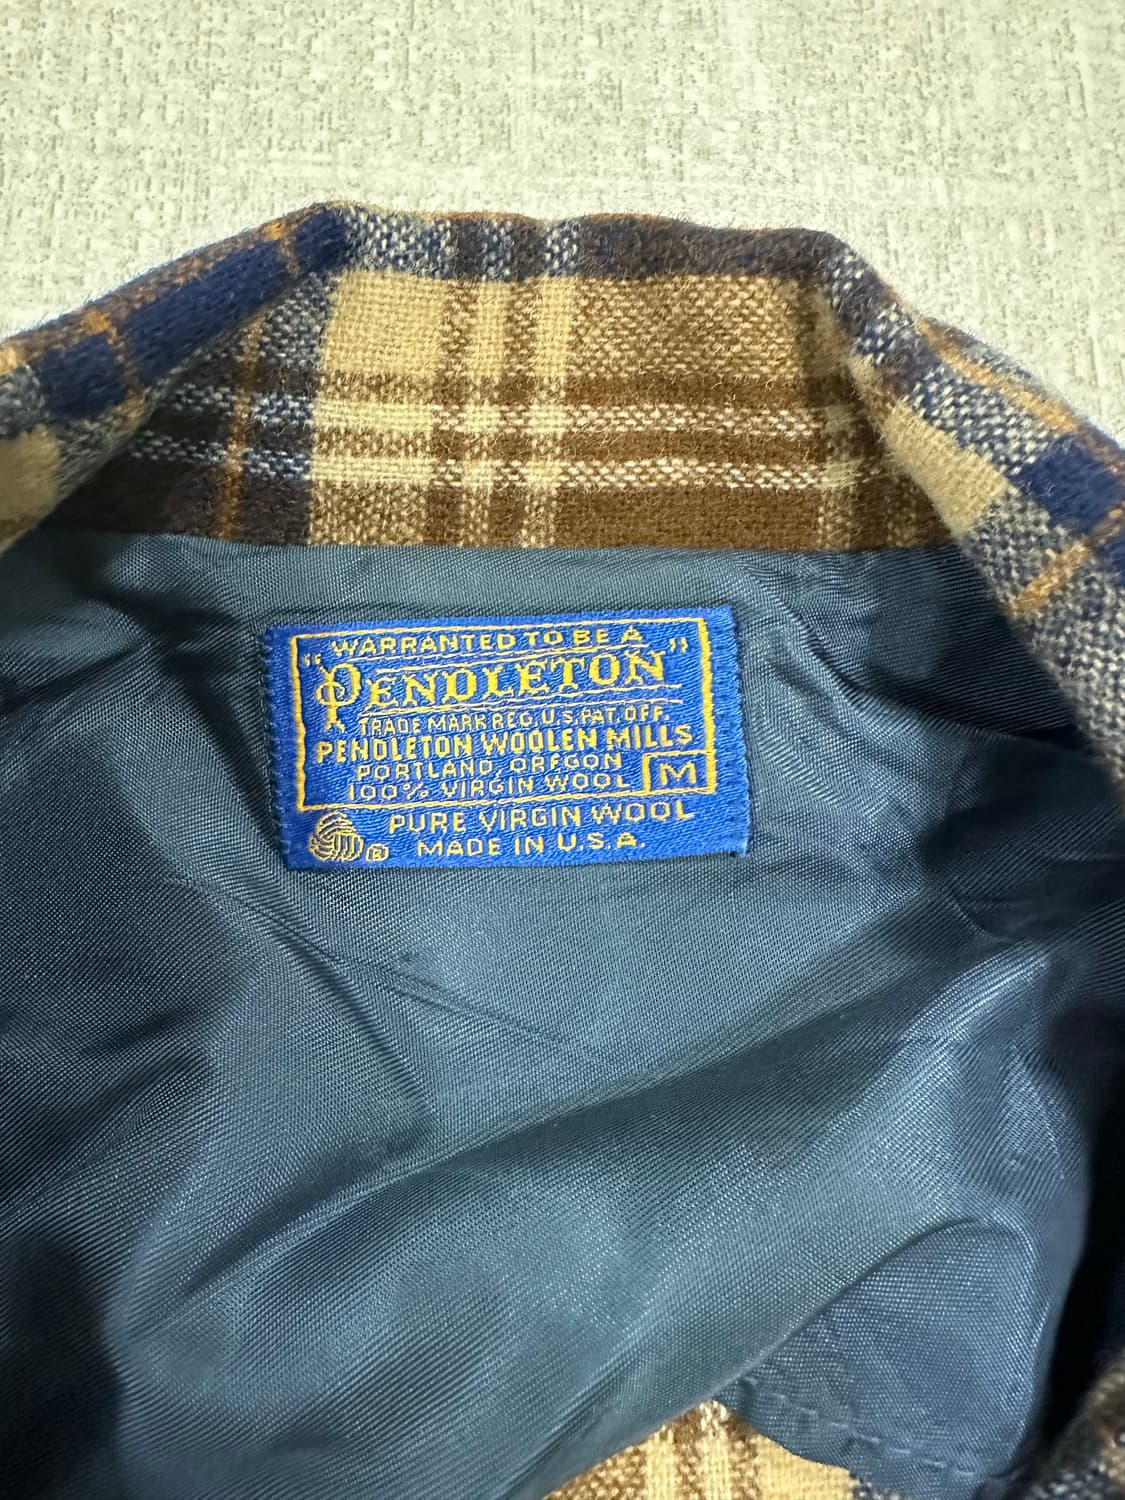 WARRANTED TO BE A
"PENDLETON"
TRADE MARK REG. U.S. PAT. OFF.
PENDLETON WOOLEN MILLS
PORTLAND, OREGON
100% VIRGIN WOOL M
PURE VIRGIN WOOL
® MADE IN U.S.A.